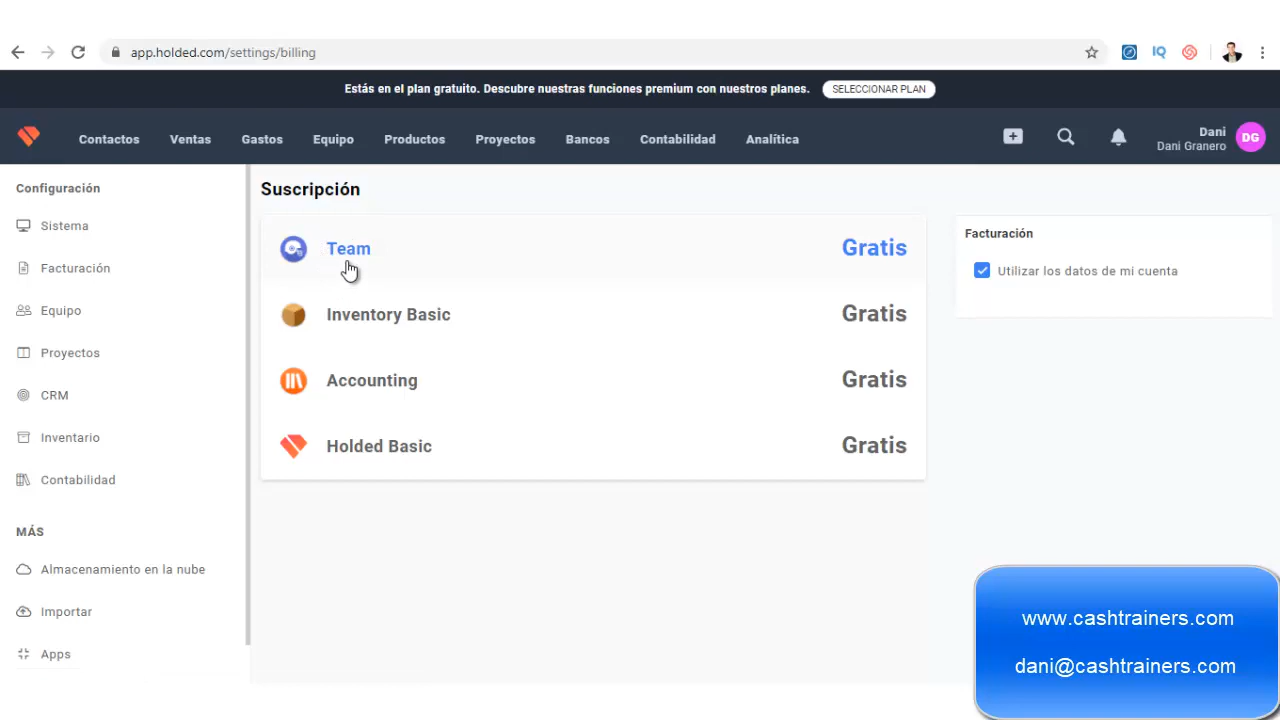 app.holded.com/settings/billing
IQ
Estás en el plan gratuito. Descubre nuestras funciones premium con nuestros planes. SELECCIONAR PLAN
Contactos Ventas Gastos Equipo Productos Proyectos Bancos Contabilidad Analítica
Dani
Dani Granero
DG
Configuración
Sistema
Facturación
Equipo
Proyectos
CRM
Inventario
Contabilidad
MÁS
Almacenamiento en la nube
Importar
Apps
Suscripción
Team Gratis
Inventory Basic Gratis
Accounting Gratis
Holded Basic Gratis
Facturación
Utilizar los datos de mi cuenta
www.cashtrainers.com
dani@cashtrainers.com